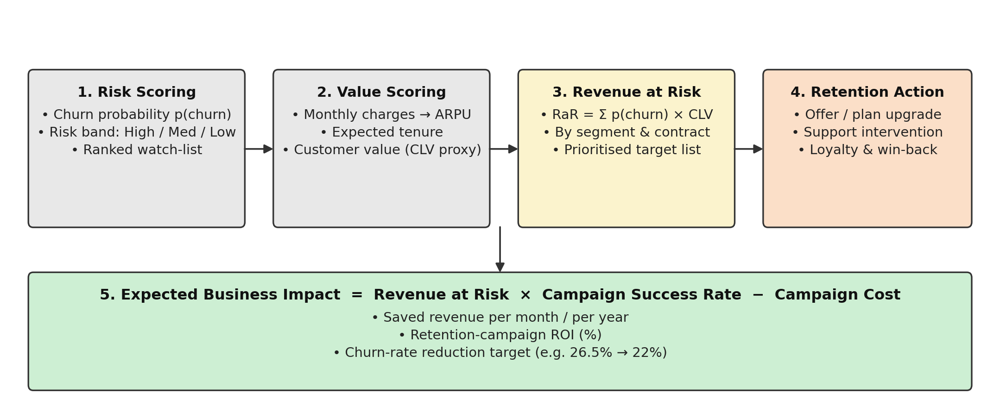 1. Risk Scoring
• Churn probability p(churn)
• Risk band: High / Med / Low
• Ranked watch-list
2. Value Scoring
• Monthly charges → ARPU
• Expected tenure
• Customer value (CLV proxy)
3. Revenue at Risk
• RaR = Σ p(churn) × CLV
• By segment & contract
• Prioritised target list
4. Retention Action
• Offer / plan upgrade
• Support intervention
• Loyalty & win-back
5. Expected Business Impact = Revenue at Risk × Campaign Success Rate − Campaign Cost
• Saved revenue per month / per year
• Retention-campaign ROI (%)
• Churn-rate reduction target (e.g. 26.5% → 22%)